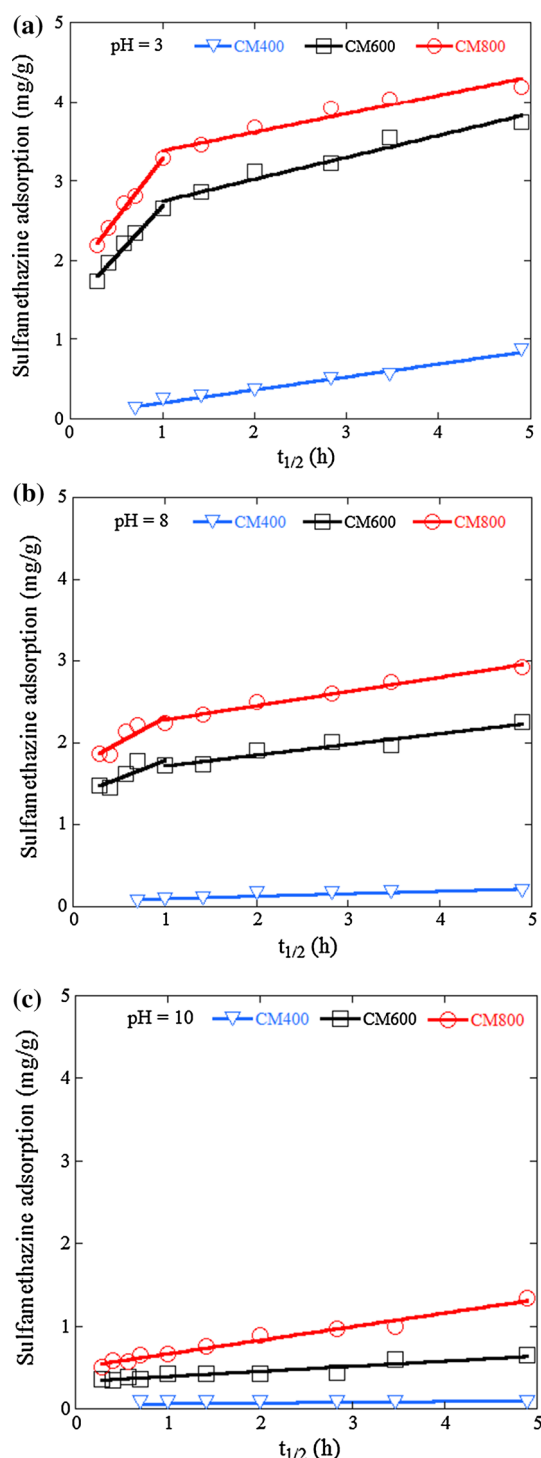 (a)
pH = 3 CM400 CM600 CM800
Sulfamethazine adsorption (mg/g)
5
4
3
2
1
0
0 1 2 3 4 5
t1/2 (h)
(b)
pH = 8 CM400 CM600 CM800
Sulfamethazine adsorption (mg/g)
5
4
3
2
1
0
0 1 2 3 4 5
t1/2 (h)
(c)
pH = 10 CM400 CM600 CM800
Sulfamethazine adsorption (mg/g)
5
4
3
2
1
0
0 1 2 3 4 5
t1/2 (h)